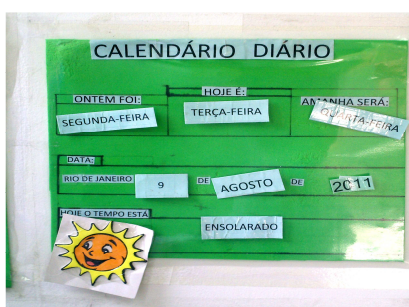 CALENDÁRIO DIÁRIO
ONTEM FOI: HOJE É: AMANHA SERÁ:
SEGUNDA-FEIRA TERÇA-FEIRA QUARTA-FEIRA
DATA:
RIO DE JANEIRO 9 DE AGOSTO DE 2011
HOJE O TEMPO ESTÁ
ENSOLARADO